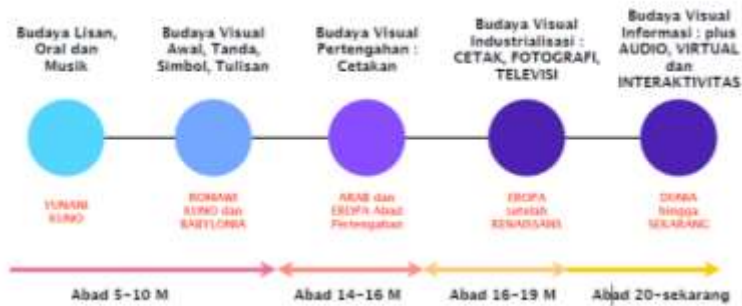 Budaya Lisan,
Oral dan
Musik
Budaya Visual
Awal, Tanda,
Simbol, Tulisan
Budaya Visual
Pertengahan :
Cetakan
Budaya Visual
Industrialisasi :
CETAK, FOTOGRAFI,
TELEVISI
Budaya Visual
Informasi : plus
AUDIO, VIRTUAL
dan
INTERAKTIVITAS
YUNANI
KUNO
ROMAWI
KUNO dan
BABYLONIA
ARAB dan
EROPA Abad
Pertengahan
EROPA
setelah
RENAISSANS
DUNIA
hingga
SEKARANG
Abad 5-10 M
Abad 14-16 M
Abad 16-19 M
Abad 20-sekarang